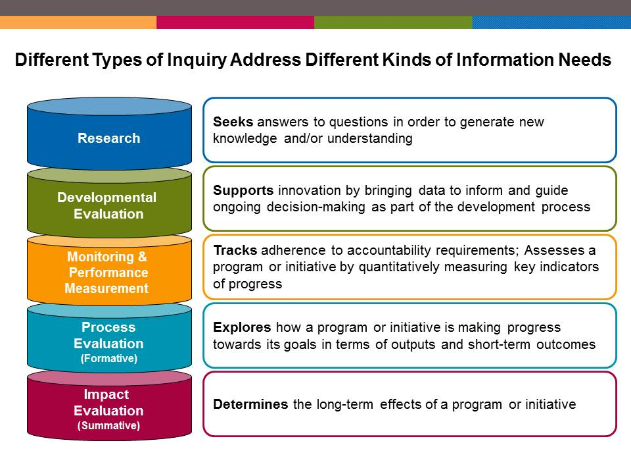 Different Types of Inquiry Address Different Kinds of Information Needs
Research
Seeks answers to questions in order to generate new
knowledge and/or understanding
Developmental
Evaluation
Supports innovation by bringing data to inform and guide
ongoing decision-making as part of the development process
Monitoring &
Performance
Measurement
Tracks adherence to accountability requirements; Assesses a
program or initiative by quantitatively measuring key indicators
of progress
Process
Evaluation
(Formative)
Explores how a program or initiative is making progress
towards its goals in terms of outputs and short-term outcomes
Impact
Evaluation
(Summative)
Determines the long-term effects of a program or initiative